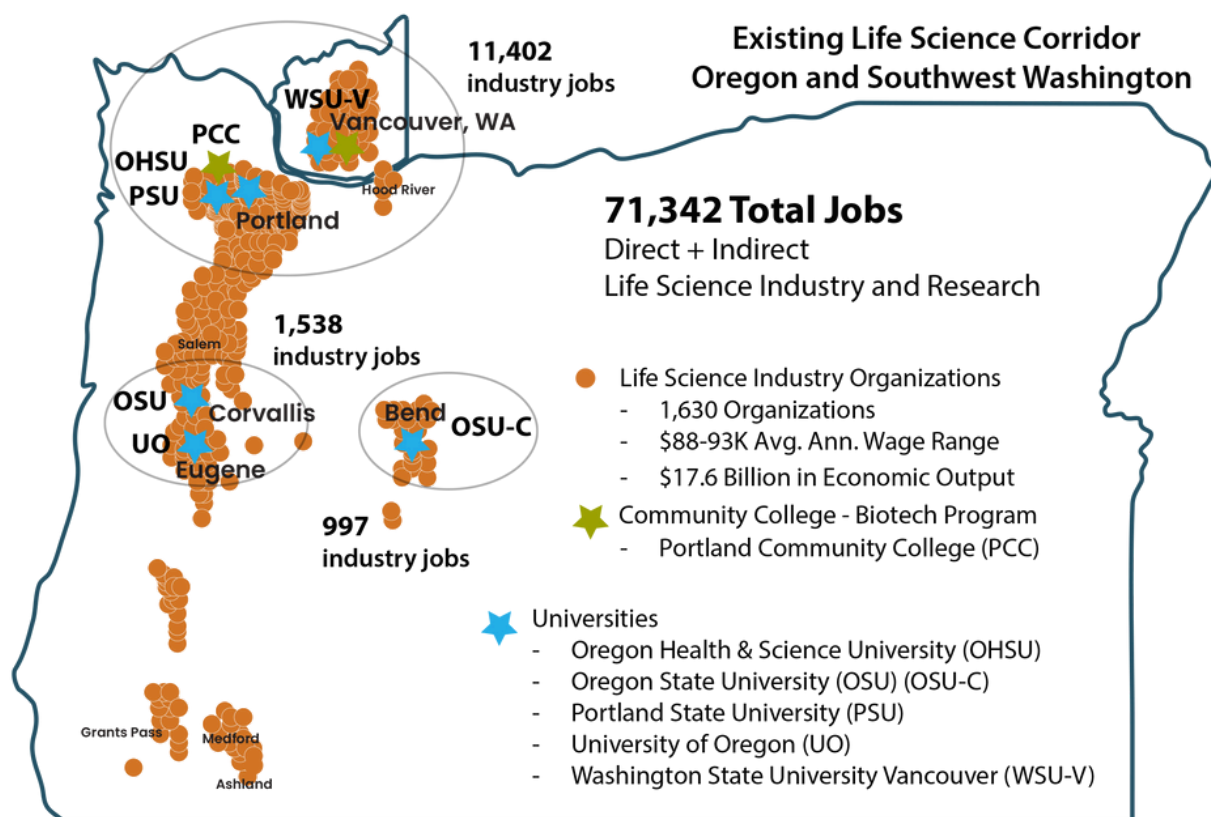 Existing Life Science Corridor
Oregon and Southwest Washington
11,402
industry jobs
WSU-V
Vancouver, WA
PCC
OHSU
PSU
Portland
Hood River
71,342 Total Jobs
Direct + Indirect
Life Science Industry and Research
1,538
industry jobs
Salem
OSU
Corvallis
UO
Eugene
Bend
OSU-C
997
industry jobs
Grants Pass
Medford
Ashland
Life Science Industry Organizations
- 1,630 Organizations
- $88-93K Avg. Ann. Wage Range
- $17.6 Billion in Economic Output
Community College - Biotech Program
- Portland Community College (PCC)
Universities
- Oregon Health & Science University (OHSU)
- Oregon State University (OSU) (OSU-C)
- Portland State University (PSU)
- University of Oregon (UO)
- Washington State University Vancouver (WSU-V)